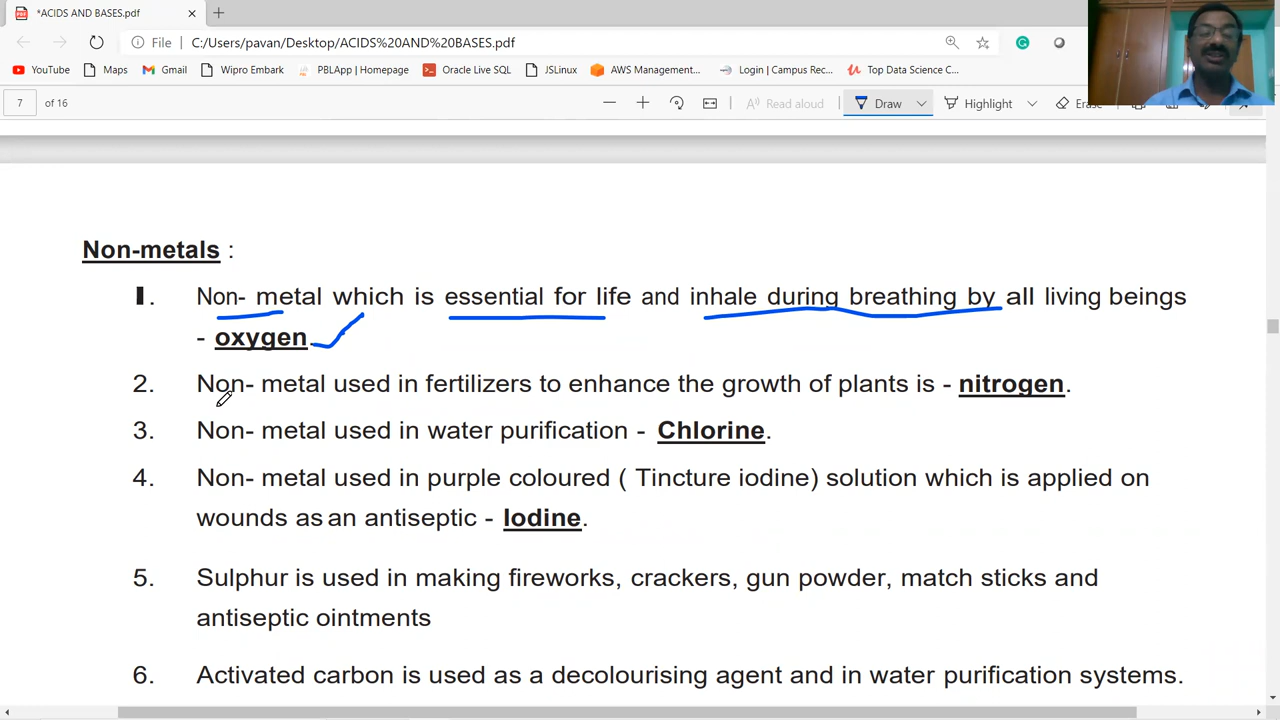 *ACIDS AND BASES.pdf
File C:/Users/pavan/Desktop/ACIDS%20AND%20BASES.pdf
YouTube Maps Gmail Wipro Embark PBLApp | Homepage Oracle Live SQL JSLinux AWS Management... Login | Campus Rec... Top Data Science C...
7 of 16 Read aloud Draw Highlight Erase
Non-metals :
1. Non- metal which is essential for life and inhale during breathing by all living beings
- oxygen.
2. Non- metal used in fertilizers to enhance the growth of plants is - nitrogen.
3. Non- metal used in water purification - Chlorine.
4. Non- metal used in purple coloured ( Tincture iodine) solution which is applied on
wounds as an antiseptic - Iodine.
5. Sulphur is used in making fireworks, crackers, gun powder, match sticks and
antiseptic ointments
6. Activated carbon is used as a decolourising agent and in water purification systems.